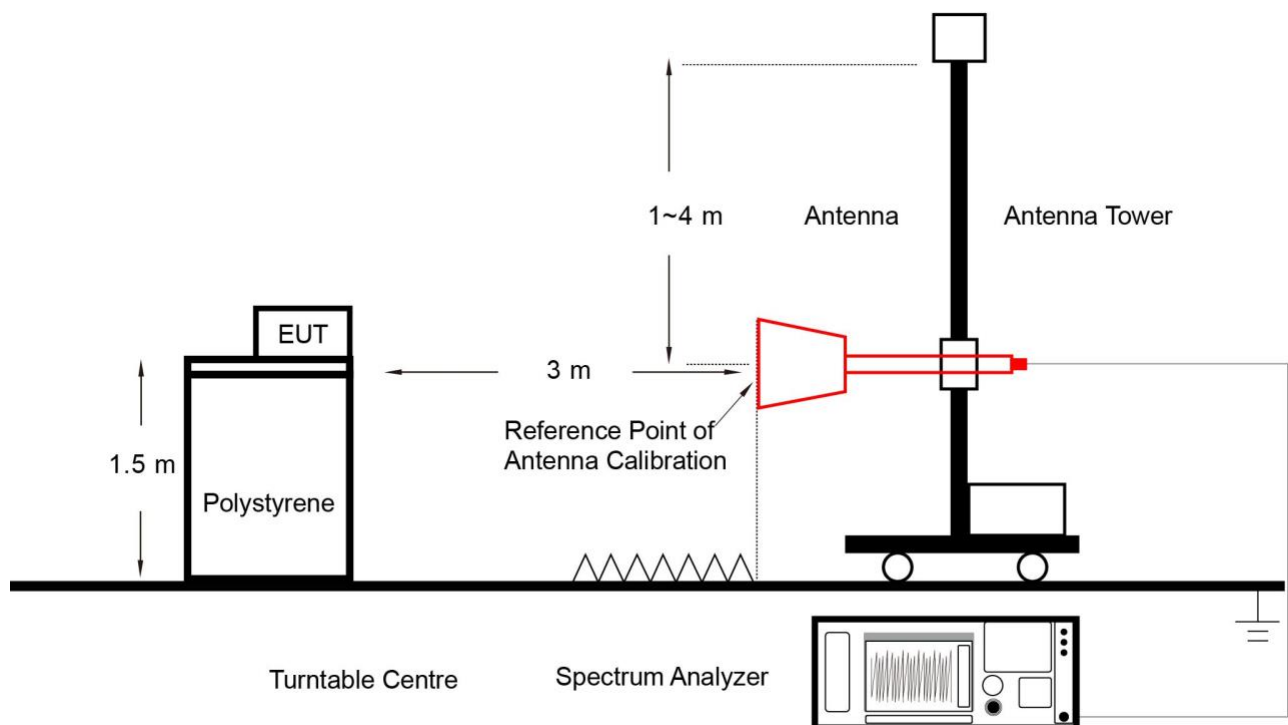 1~4 m
Antenna
Antenna Tower
EUT
3 m
Reference Point of
Antenna Calibration
1.5 m
Polystyrene
Turntable Centre
Spectrum Analyzer